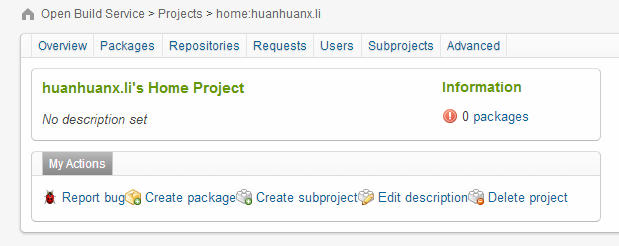 Open Build Service > Projects > home:huanhuanx.li
Overview Packages Repositories Requests Users Subprojects Advanced
huanhuanx.li's Home Project
No description set
Information
0 packages
My Actions
Report bug Create package Create subproject Edit description Delete project